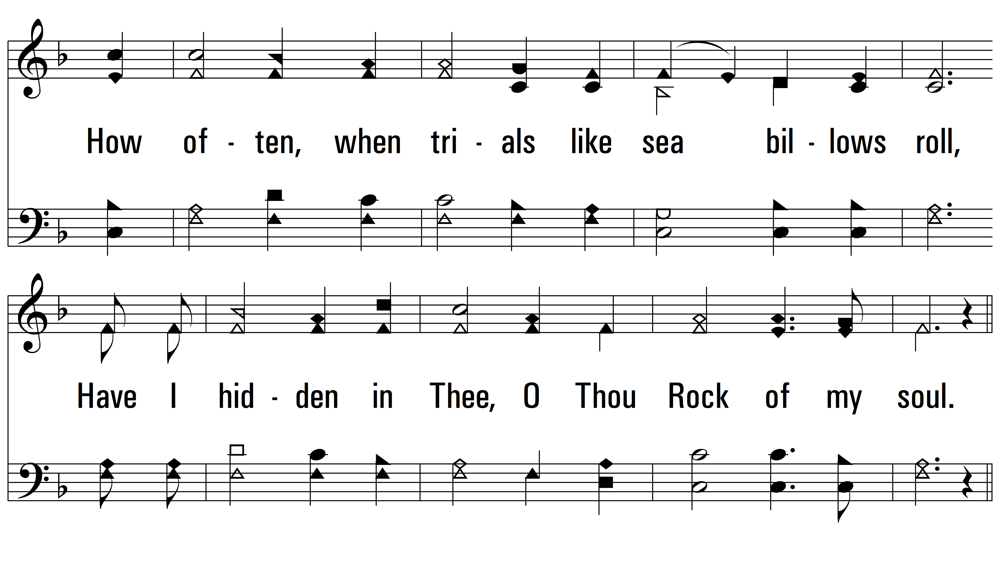 How of - ten, when tri - als like sea bil - lows roll,
Have I hid - den in Thee, O Thou Rock of my soul.